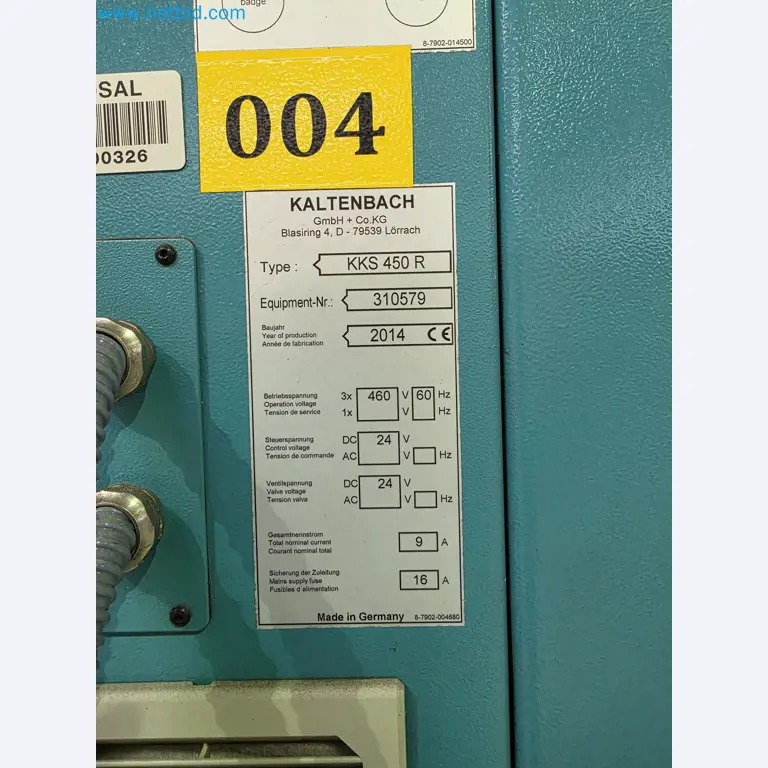 www.netbid.com
badge
8-7902-014500
SAL
00326
004
KALTENBACH
GmbH + Co.KG
Blasiring 4, D - 79539 Lörrach
Type : KKS 450 R
Equipment-Nr.: 310579
Baujahr
Year of production
Année de fabrication
2014 CE
Betriebsspannung
Operation voltage
Tension de service
3x 460 V 60 Hz
1x V Hz
Steuerspannung
Control voltage
Tension de commande
DC 24 V
AC V Hz
Ventilspannung
Valve voltage
Tension valva
DC 24 V
AC V Hz
Gesamtnennstrom
Total nominal current
Courant nominal total
9 A
Sicherung der Zuleitung
Mains supply fuse
Fusibles d'alimentation
16 A
Made in Germany 8-7902-004680